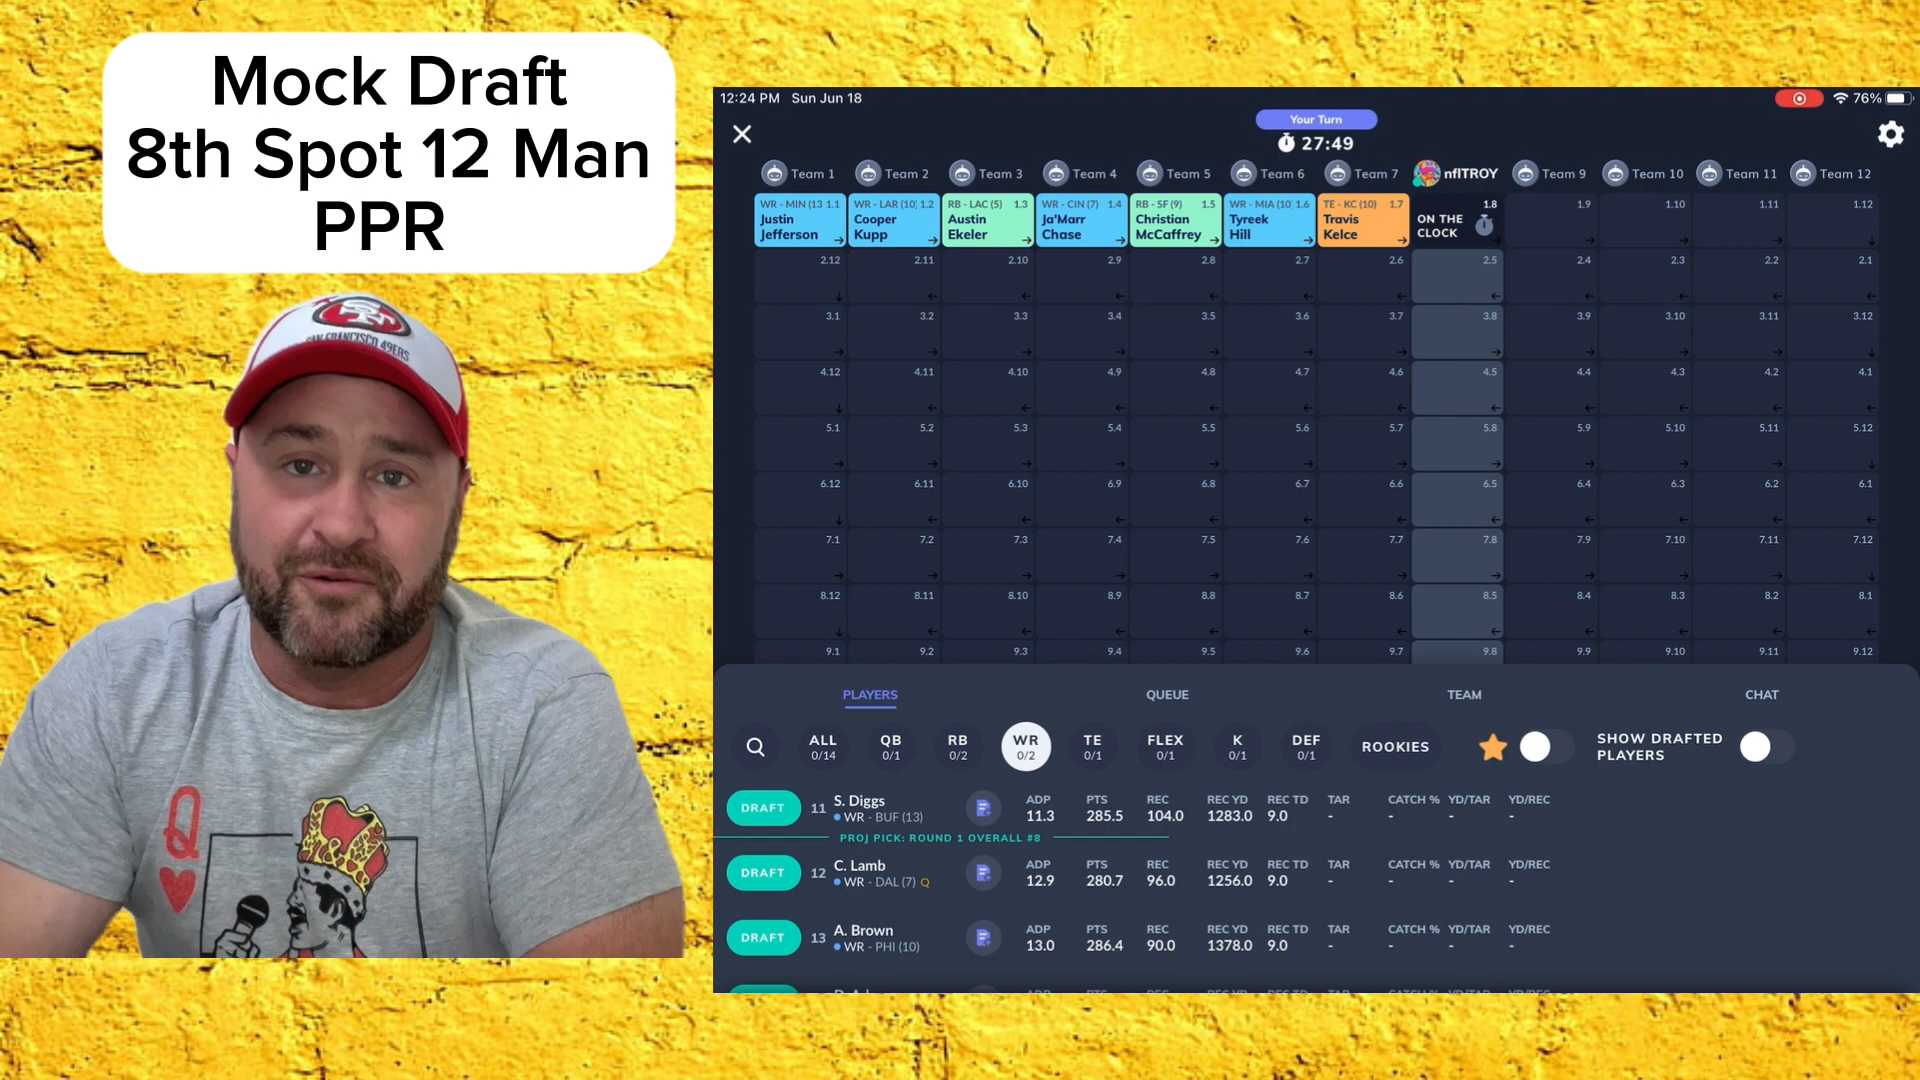 Mock Draft
8th Spot 12 Man
PPR
SAN FRANCISCO 49ERS
Q
12:24 PM Sun Jun 18
76%
Your Turn
27:49
Team 1 Team 2 Team 3 Team 4 Team 5 Team 6 Team 7 nflTROY Team 9 Team 10 Team 11 Team 12
WR - MIN (13 1.1 WR - LAR (10) 1.2 RB - LAC (5) 1.3 WR - CIN (7) 1.4 RB - SF (9) 1.5 WR - MIA (10) 1.6 TE - KC (10) 1.7 1.8 1.9 1.10 1.11 1.12
Justin Cooper Austin Ja'Marr Christian Tyreek Travis ON THE
Jefferson Kupp Ekeler Chase McCaffrey Hill Kelce CLOCK
2.12 2.11 2.10 2.9 2.8 2.7 2.6 2.5 2.4 2.3 2.2 2.1
3.1 3.2 3.3 3.4 3.5 3.6 3.7 3.8 3.9 3.10 3.11 3.12
4.12 4.11 4.10 4.9 4.8 4.7 4.6 4.5 4.4 4.3 4.2 4.1
5.1 5.2 5.3 5.4 5.5 5.6 5.7 5.8 5.9 5.10 5.11 5.12
6.12 6.11 6.10 6.9 6.8 6.7 6.6 6.5 6.4 6.3 6.2 6.1
7.1 7.2 7.3 7.4 7.5 7.6 7.7 7.8 7.9 7.10 7.11 7.12
8.12 8.11 8.10 8.9 8.8 8.7 8.6 8.5 8.4 8.3 8.2 8.1
9.1 9.2 9.3 9.4 9.5 9.6 9.7 9.8 9.9 9.10 9.11 9.12
PLAYERS QUEUE TEAM CHAT
ALL QB RB WR TE FLEX K DEF ROOKIES SHOW DRAFTED
0/14 0/1 0/2 0/2 0/1 0/1 0/1 0/1 PLAYERS
DRAFT 11 S. Diggs ADP PTS REC REC YD REC TD TAR CATCH % YD/TAR YD/REC
WR - BUF (13) 11.3 285.5 104.0 1283.0 9.0 - - - -
PROJ PICK: ROUND 1 OVERALL #8
DRAFT 12 C. Lamb ADP PTS REC REC YD REC TD TAR CATCH % YD/TAR YD/REC
WR - DAL (7) Q 12.9 280.7 96.0 1256.0 9.0 - - - -
DRAFT 13 A. Brown ADP PTS REC REC YD REC TD TAR CATCH % YD/TAR YD/REC
WR - PHI (10) 13.0 286.4 90.0 1378.0 9.0 - - - -